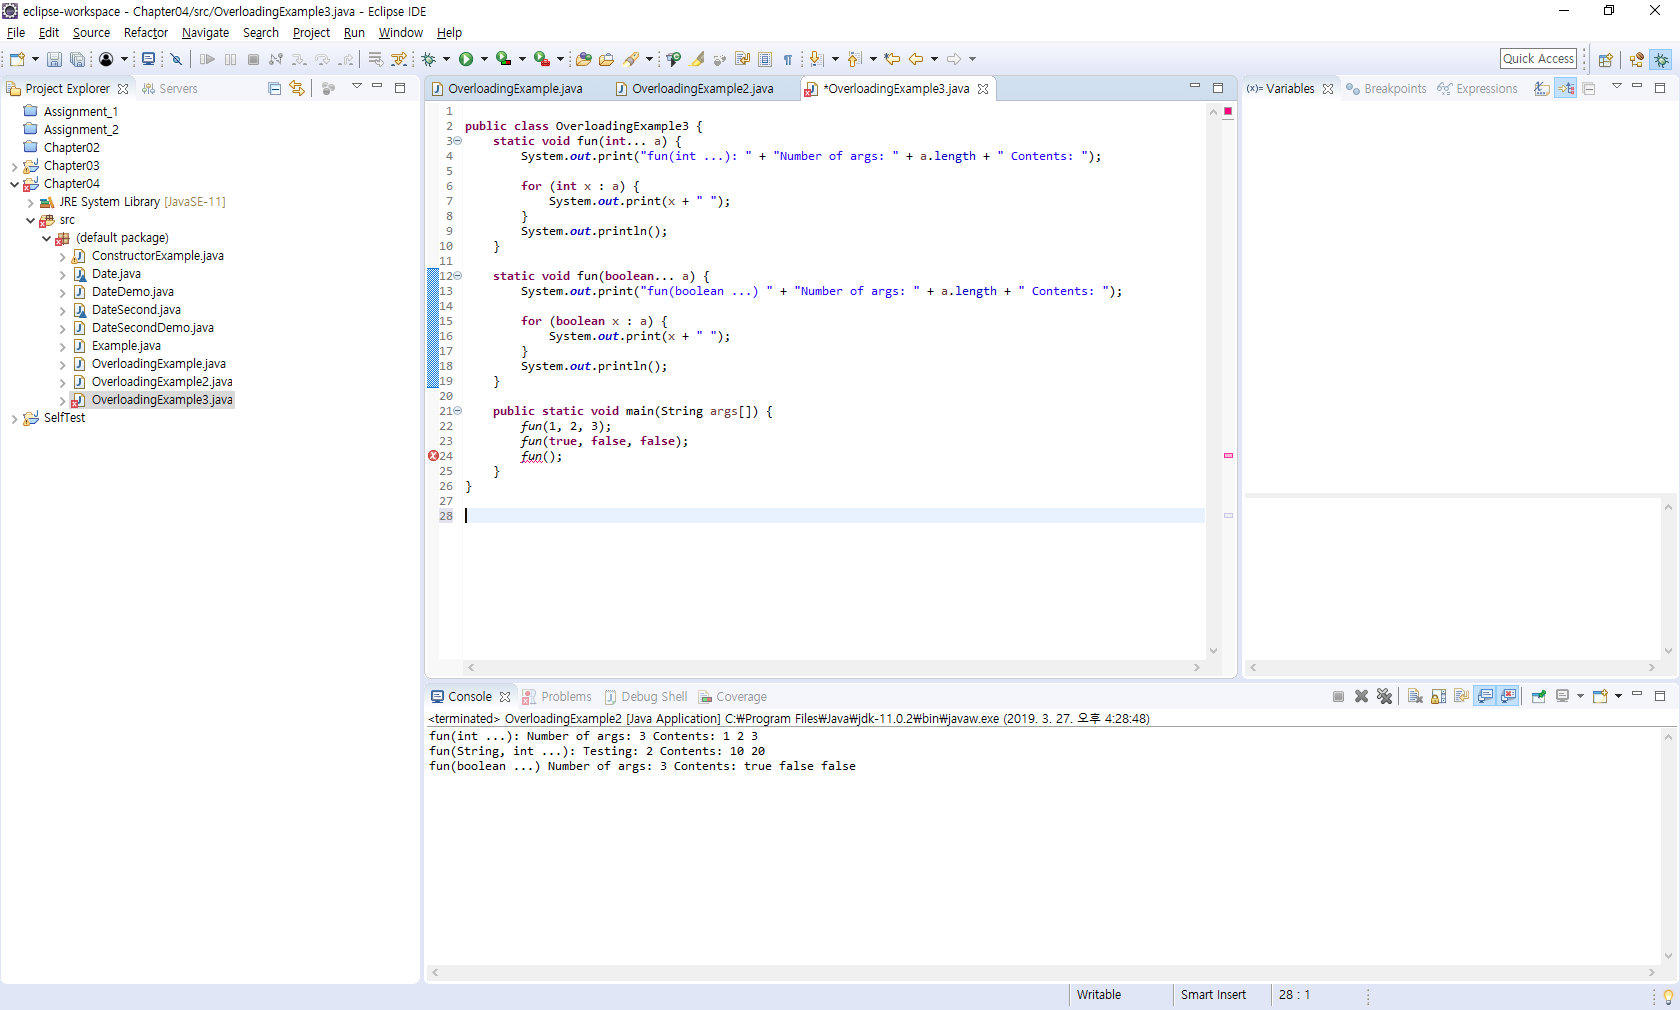 eclipse-workspace - Chapter04/src/OverloadingExample3.java - Eclipse IDE
File Edit Source Refactor Navigate Search Project Run Window Help
Quick Access
Project Explorer Servers
Assignment_1
Assignment_2
Chapter02
Chapter03
Chapter04
JRE System Library [JavaSE-11]
src
(default package)
ConstructorExample.java
Date.java
DateDemo.java
DateSecond.java
DateSecondDemo.java
Example.java
OverloadingExample.java
OverloadingExample2.java
OverloadingExample3.java
SelfTest
OverloadingExample.java OverloadingExample2.java *OverloadingExample3.java
1
2 public class OverloadingExample3 {
3 static void fun(int... a) {
4 System.out.print("fun(int ...): " + "Number of args: " + a.length + " Contents: ");
5
6 for (int x : a) {
7 System.out.print(x + " ");
8 }
9 System.out.println();
10 }
11
12 static void fun(boolean... a) {
13 System.out.print("fun(boolean ...) " + "Number of args: " + a.length + " Contents: ");
14
15 for (boolean x : a) {
16 System.out.print(x + " ");
17 }
18 System.out.println();
19 }
20
21 public static void main(String args[]) {
22 fun(1, 2, 3);
23 fun(true, false, false);
24 fun();
25 }
26 }
27
28
(x)= Variables Breakpoints Expressions
Console Problems Debug Shell Coverage
<terminated> OverloadingExample2 [Java Application] C:₩Program Files₩Java₩jdk-11.0.2₩bin₩javaw.exe (2019. 3. 27. 오후 4:28:48)
fun(int ...): Number of args: 3 Contents: 1 2 3
fun(String, int ...): Testing: 2 Contents: 10 20
fun(boolean ...) Number of args: 3 Contents: true false false
Writable Smart Insert 28 : 1